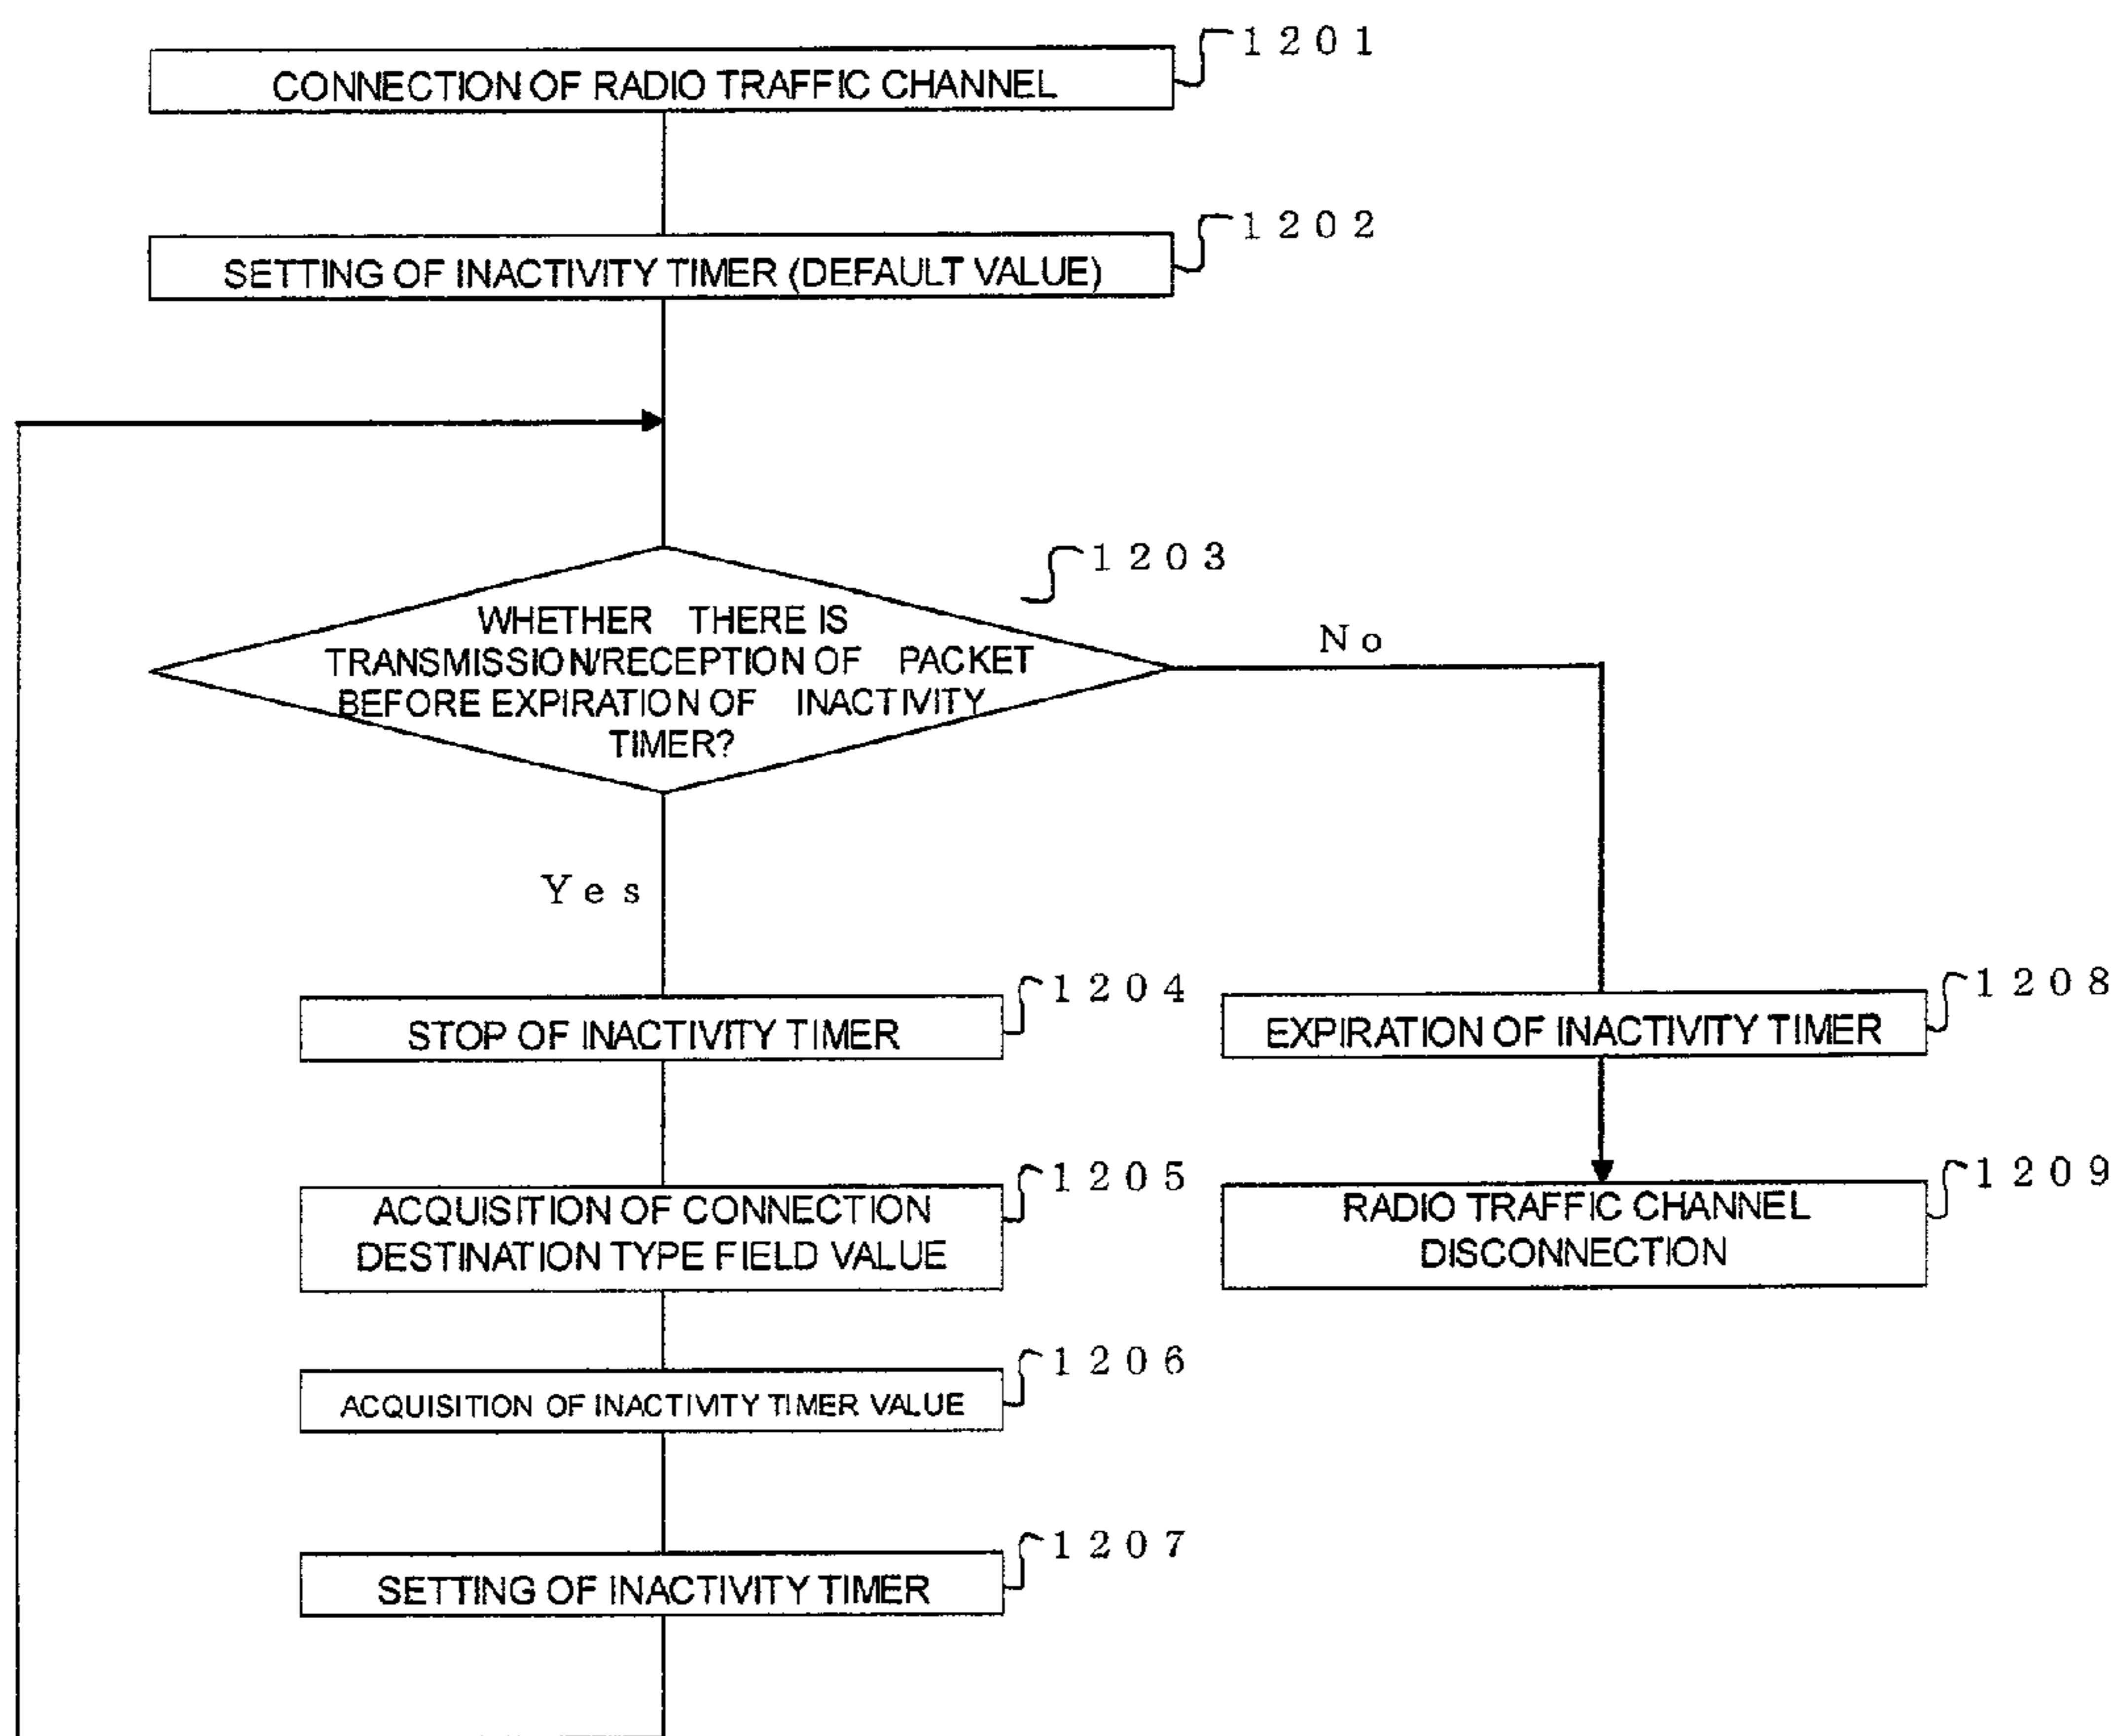 1201
CONNECTION OF RADIO TRAFFIC CHANNEL
1202
SETTING OF INACTIVITY TIMER (DEFAULT VALUE)
1203
WHETHER THERE IS
TRANSMISSION/RECEPTION OF PACKET
BEFORE EXPIRATION OF INACTIVITY
TIMER?
No
Yes
1204
STOP OF INACTIVITY TIMER
1208
EXPIRATION OF INACTIVITY TIMER
1205
ACQUISITION OF CONNECTION
DESTINATION TYPE FIELD VALUE
1209
RADIO TRAFFIC CHANNEL
DISCONNECTION
1206
ACQUISITION OF INACTIVITY TIMER VALUE
1207
SETTING OF INACTIVITY TIMER